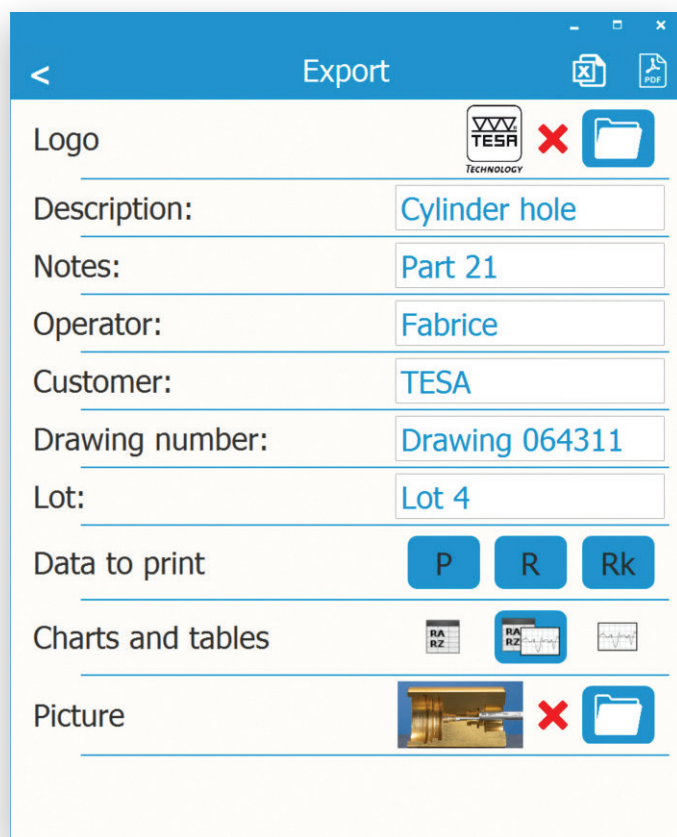 < Export
PDF
Logo
TESA
TECHNOLOGY
Description: Cylinder hole
Notes: Part 21
Operator: Fabrice
Customer: TESA
Drawing number: Drawing 064311
Lot: Lot 4
Data to print P R Rk
Charts and tables
RA
RZ
RA
RZ
Picture